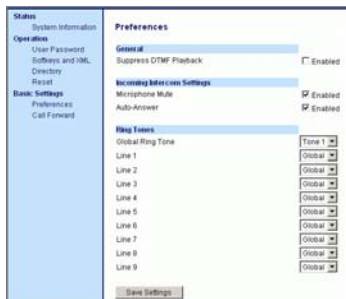 Status
System Information
Operation
User Password
Softkeys and XML
Directory
Reset
Basic Settings
Preferences
Call Forward
Preferences
General
Suppress DTMF Playback Enabled
Incoming Intercom Settings
Microphone Mute Enabled
Auto-Answer Enabled
Ring Tones
Global Ring Tone Tone 1
Line 1 Global
Line 2 Global
Line 3 Global
Line 4 Global
Line 5 Global
Line 6 Global
Line 7 Global
Line 8 Global
Line 9 Global
Save Settings